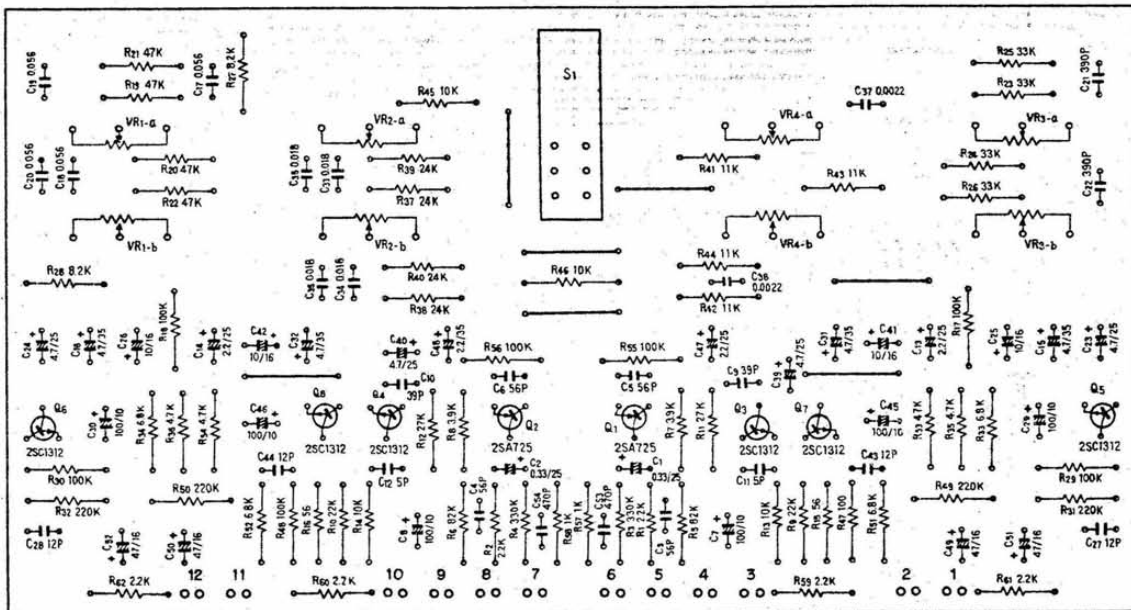 R21 47K
R25 33K
C19 0.056
C17 0.056
R27 8.2K
S1
C21 390P
R19 47K
R45 10K
C37 0.0022
R23 33K
VR1-a
VR2-a
VR4-a
VR3-a
C20 0.056
C18 0.056
R20 47K
0.018
0.018
R39 24K
R41 11K
R43 11K
33K
C22 390P
R22 47K
R37 24K
R26 33K
VR1-b
VR2-b
VR4-b
VR3-b
R28 8.2K
C35 0.018
C34
R40 24K
R46 10K
R44 11K
0.0022
R38 24K
R42 11K
100K
R17 100K
C24 4.7/25
C16 4.7/35
C26 10/16
C14 2.2/25
C42 10/16
C32 4.7/35
C40 4.7/25
C48 2.2/35
R56 100K
R55 100K
C47 2.2/25
C39 4.7/25
C31 4.7/35
C41 10/16
C13 2.2/25
C25 10/16
C15 4.7/35
C23 4.7/25
C10 39P
C6 56P
C5 56P
C9 39P
Q6
2SC1312
C30 100/10
R34 6.8K
R36 4.7K
R54 4.7K
C46 100/10
Q8
2SC1312
Q4
2SC1312
R12 27K
R8 3.9K
Q2
2SA725
Q1
2SA725
R7 3.9K
R11 27K
Q3
2SC1312
Q7
2SC1312
C45 100/10
R53 4.7K
R35 4.7K
R33 6.8K
C29 100/10
Q5
2SC1312
R30 100K
C44 12P
C12 5P
C2 0.33/25
C1 0.33/25
C11 5P
C43 12P
R29 100K
R32 220K
R50 220K
R49 220K
R31 220K
C28 12P
C52 47/16
C50 47/16
R52 6.8K
R48 100K
R16 56
R10 22K
R14 10K
C8 100/10
82K
C4 56P
R2 2.2K
R4 330K
C54 470P
R58 1K
R57 1K
C53 470P
R3 330K
R1 2.2K
C3 56P
R5 82K
C7 100/10
R13 10K
R9 22K
R15 56
R47 100
R51 6.8K
C49 47/16
C51 47/16
C27 12P
R62 2.2K
12
11
R60 2.2K
10
9
8
7
6
5
4
3
R59 2.2K
2
1
R61 2.2K